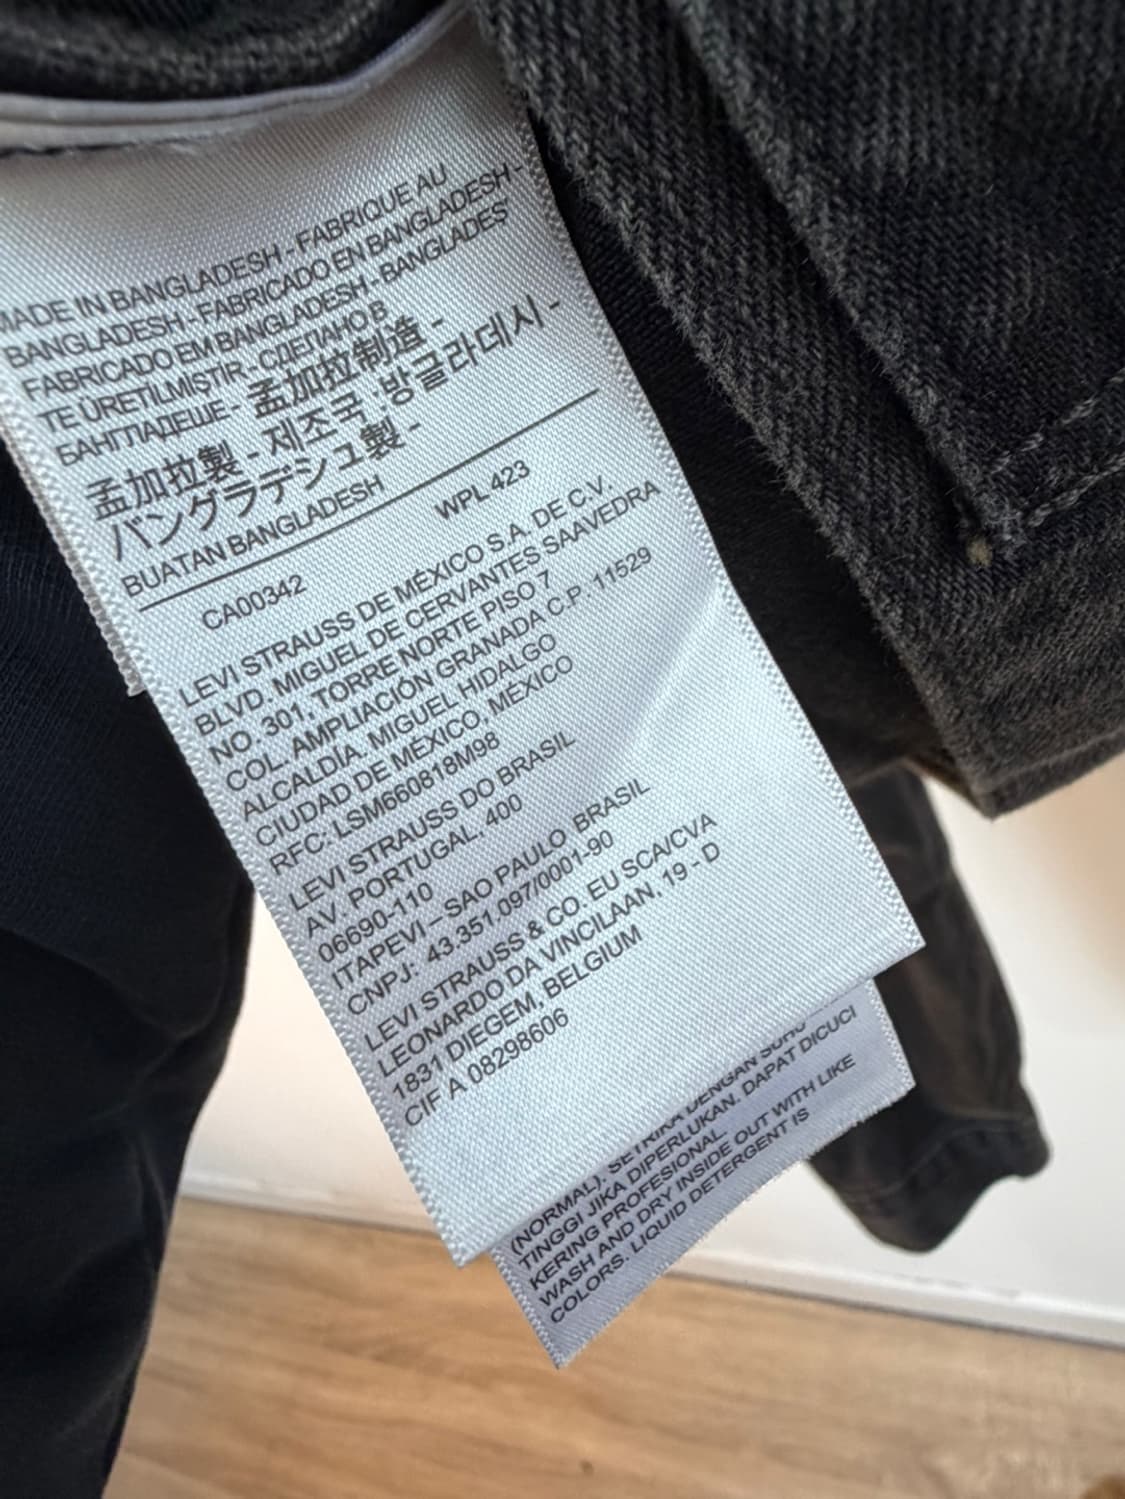 MADE IN BANGLADESH - FABRIQUE AU
BANGLADESH - FABRICADO EN BANGLADESH -
FABRICADO EM BANGLADESH - BANGLADES'
TE ÜRETİLMİŞTİR - СДЕЛАНО В
БАНГЛАДЕШЕ - 孟加拉制造 -
孟加拉製 - 제조국 : 방글라데시 -
バングラデシュ製 -
BUATAN BANGLADESH
CA00342 WPL 423
LEVI STRAUSS DE MÉXICO S.A. DE C.V.
BLVD. MIGUEL DE CERVANTES SAAVEDRA
NO. 301, TORRE NORTE PISO 7
COL. AMPLIACIÓN GRANADA C.P. 11529
ALCALDÍA. MIGUEL HIDALGO
CIUDAD DE MÉXICO, MÉXICO
RFC: LSM660818M98
LEVI STRAUSS DO BRASIL
AV. PORTUGAL, 400
06690-110
ITAPEVI – SAO PAULO BRASIL
CNPJ: 43.351.097/0001-90
LEVI STRAUSS & CO. EU SCA/CVA
LEONARDO DA VINCILAAN, 19 - D
1831 DIEGEM, BELGIUM
CIF A 08298606
(NORMAL). SETRIKA DENGAN SUHU
TINGGI JIKA DIPERLUKAN. DAPAT DICUCI
KERING PROFESIONAL.
WASH AND DRY INSIDE OUT WITH LIKE
COLORS. LIQUID DETERGENT IS